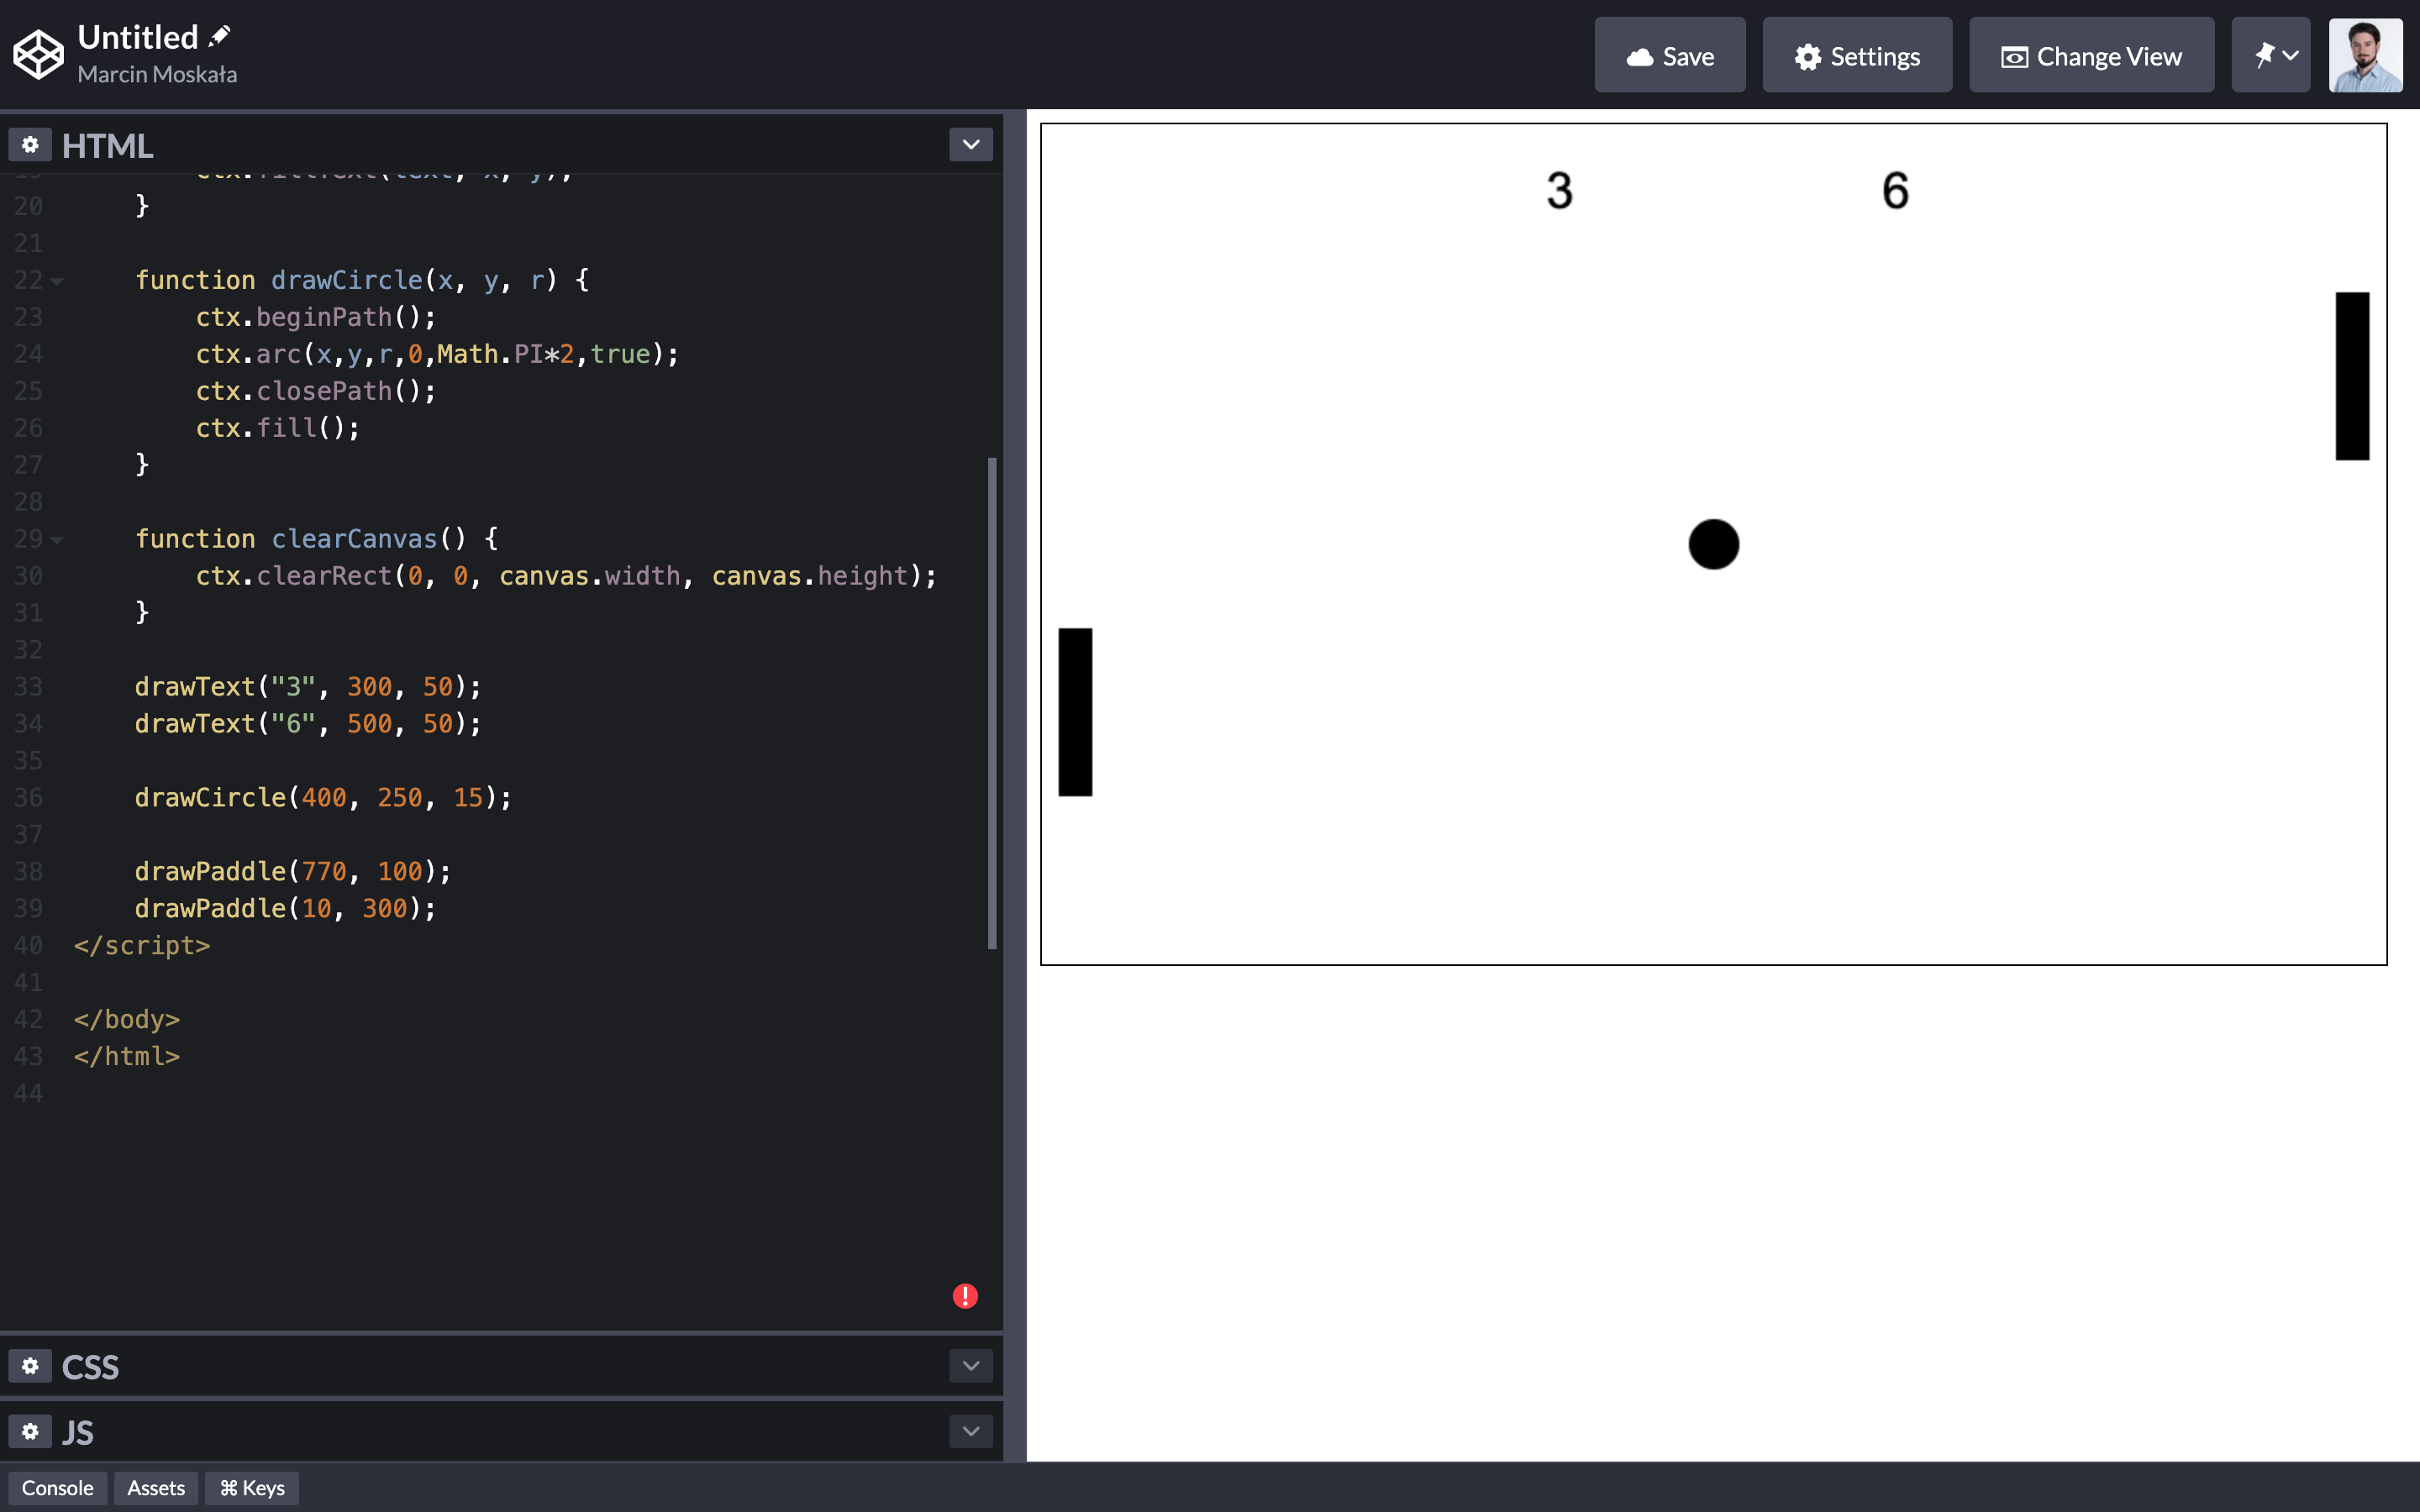 Untitled
Marcin Moskała
Save
Settings
Change View
HTML
19 ctx.fillText(text, x, y);
20 }
21
22 function drawCircle(x, y, r) {
23 ctx.beginPath();
24 ctx.arc(x,y,r,0,Math.PI*2,true);
25 ctx.closePath();
26 ctx.fill();
27 }
28
29 function clearCanvas() {
30 ctx.clearRect(0, 0, canvas.width, canvas.height);
31 }
32
33 drawText("3", 300, 50);
34 drawText("6", 500, 50);
35
36 drawCircle(400, 250, 15);
37
38 drawPaddle(770, 100);
39 drawPaddle(10, 300);
40 </script>
41
42 </body>
43 </html>
44
CSS
JS
Console Assets ⌘ Keys
3 6